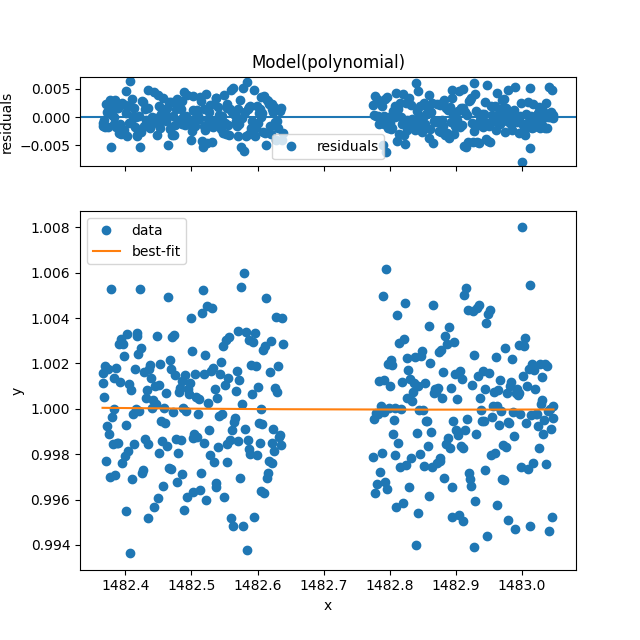 Model(polynomial)
residuals
0.005
0.000
−0.005
residuals
y
1.008
1.006
1.004
1.002
1.000
0.998
0.996
0.994
data
best-fit
1482.4 1482.5 1482.6 1482.7 1482.8 1482.9 1483.0
x